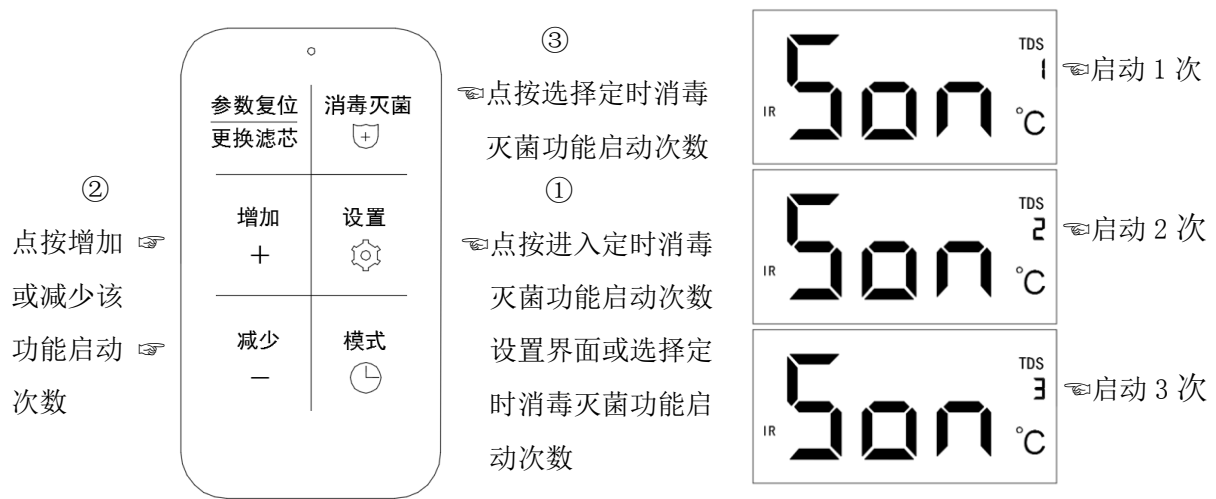 参数复位
更换滤芯
消毒灭菌
增加
+
设置
减少
－
模式
②
点按增加 ☞
或减少该
功能启动 ☞
次数
③
☜点按选择定时消毒
灭菌功能启动次数
①
☜点按进入定时消毒
灭菌功能启动次数
设置界面或选择定
时消毒灭菌功能启
动次数
IR Son TDS 1 °C
☜启动 1 次
IR Son TDS 2 °C
☜启动 2 次
IR Son TDS 3 °C
☜启动 3 次